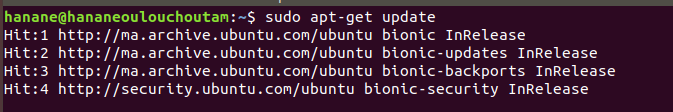 hanane@hananeoulouchoutam:~$ sudo apt-get update
Hit:1 http://ma.archive.ubuntu.com/ubuntu bionic InRelease
Hit:2 http://ma.archive.ubuntu.com/ubuntu bionic-updates InRelease
Hit:3 http://ma.archive.ubuntu.com/ubuntu bionic-backports InRelease
Hit:4 http://security.ubuntu.com/ubuntu bionic-security InRelease